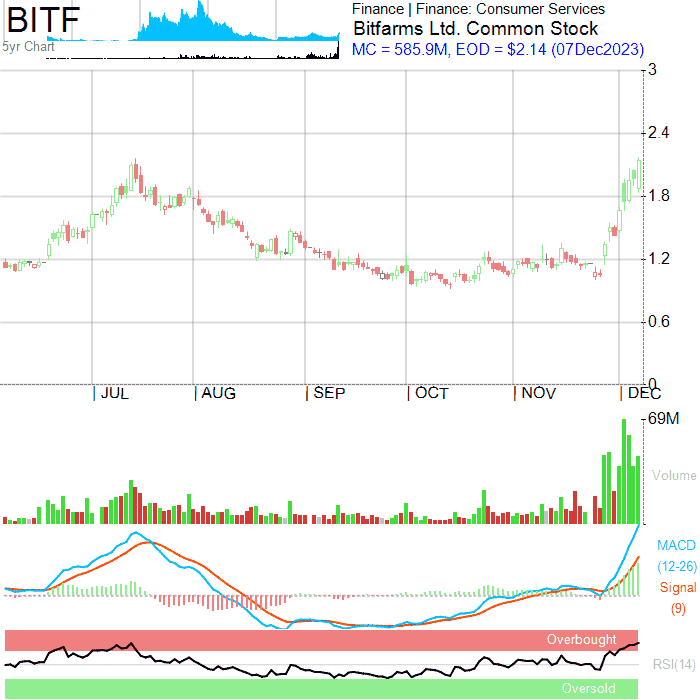 BITF
5yr Chart
Finance | Finance: Consumer Services
Bitfarms Ltd. Common Stock
MC = 585.9M, EOD = $2.14 (07Dec2023)
3
2.4
1.8
1.2
0.6
0
JUL AUG SEP OCT NOV DEC
69M
Volume
MACD
(12-26)
Signal
(9)
Overbought
RSI(14)
Oversold